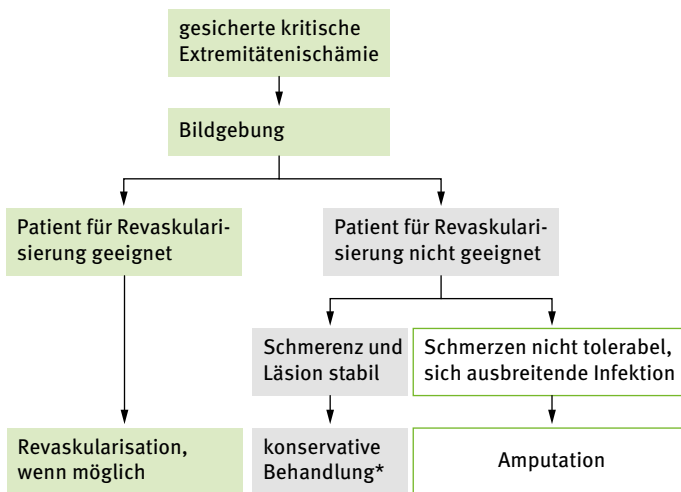 gesicherte kritische
Extremitätenischämie
Bildgebung
Patient für Revaskulari-
sierung geeignet
Patient für Revaskulari-
sierung nicht geeignet
Schmerenz und
Läsion stabil
Schmerzen nicht tolerabel,
sich ausbreitende Infektion
Revaskularisation,
wenn möglich
konservative
Behandlung*
Amputation